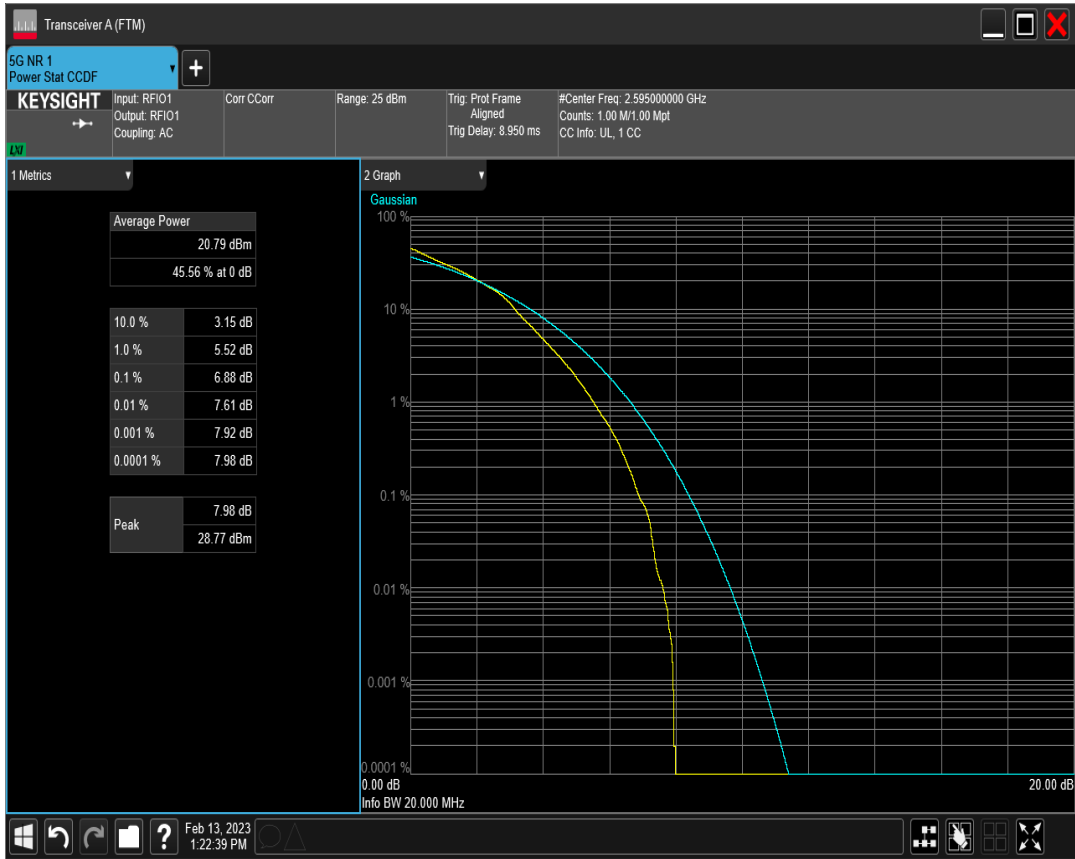 Transceiver A (FTM)
5G NR 1
Power Stat CCDF
+
KEYSIGHT
LXI
Input: RFIO1
Output: RFIO1
Coupling: AC
Corr CCorr
Range: 25 dBm
Trig: Prot Frame
Aligned
Trig Delay: 8.950 ms
#Center Freq: 2.595000000 GHz
Counts: 1.00 M/1.00 Mpt
CC Info: UL, 1 CC
1 Metrics
Average Power
20.79 dBm
45.56 % at 0 dB
10.0 % 3.15 dB
1.0 % 5.52 dB
0.1 % 6.88 dB
0.01 % 7.61 dB
0.001 % 7.92 dB
0.0001 % 7.98 dB
Peak 7.98 dB
28.77 dBm
2 Graph
Gaussian
100 %
10 %
1 %
0.1 %
0.01 %
0.001 %
0.0001 %
0.00 dB 20.00 dB
Info BW 20.000 MHz
?
Feb 13, 2023
1:22:39 PM